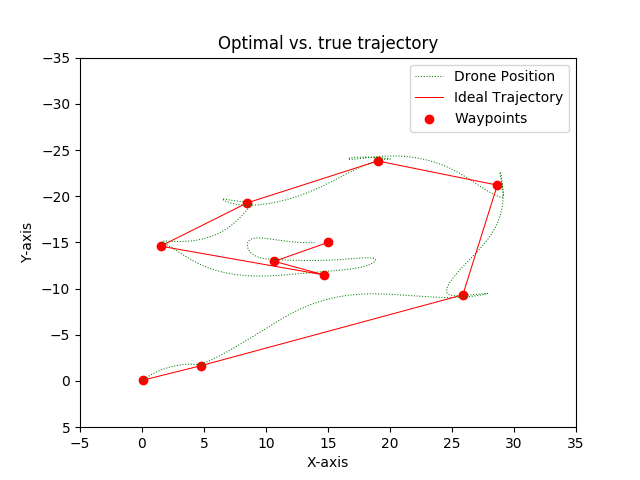 Optimal vs. true trajectory
Drone Position
Ideal Trajectory
Waypoints
−35
−30
−25
−20
−15
−10
−5
0
5
Y-axis
−5 0 5 10 15 20 25 30 35
X-axis